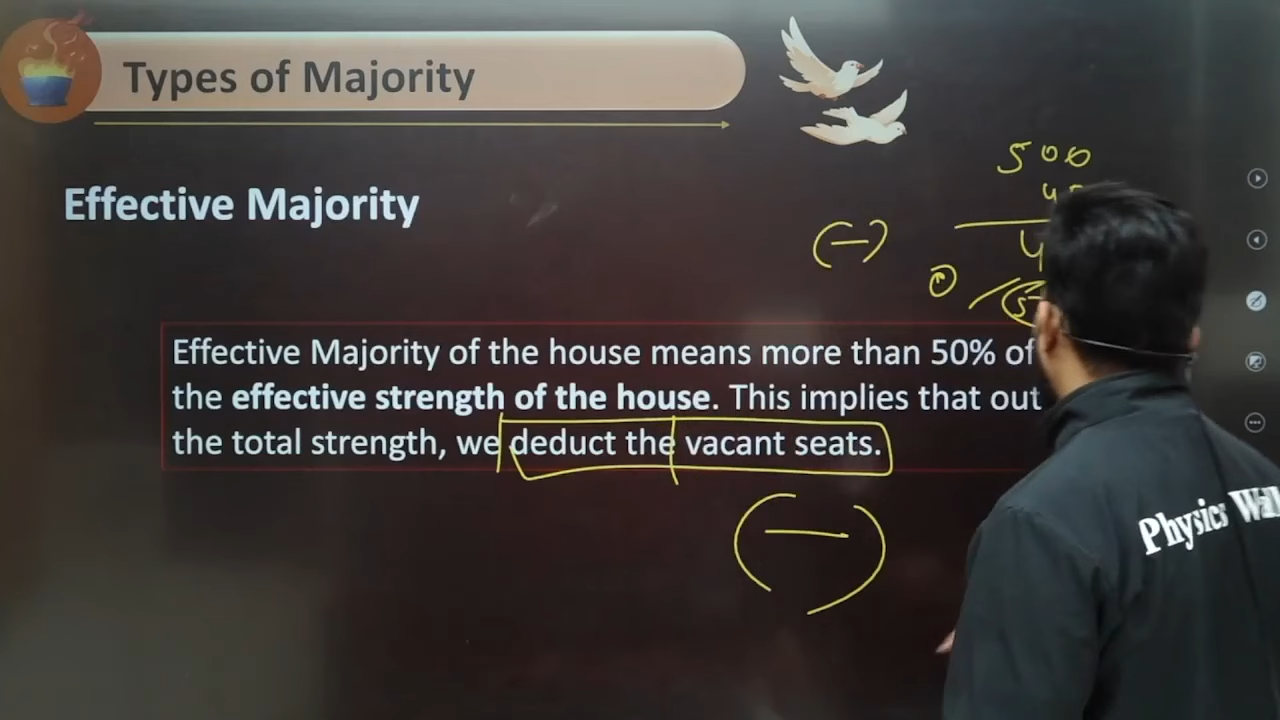 Types of Majority
500
Effective Majority
(—)
Effective Majority of the house means more than 50% of
the effective strength of the house. This implies that out
the total strength, we deduct the vacant seats.
(—)
Physics Wal